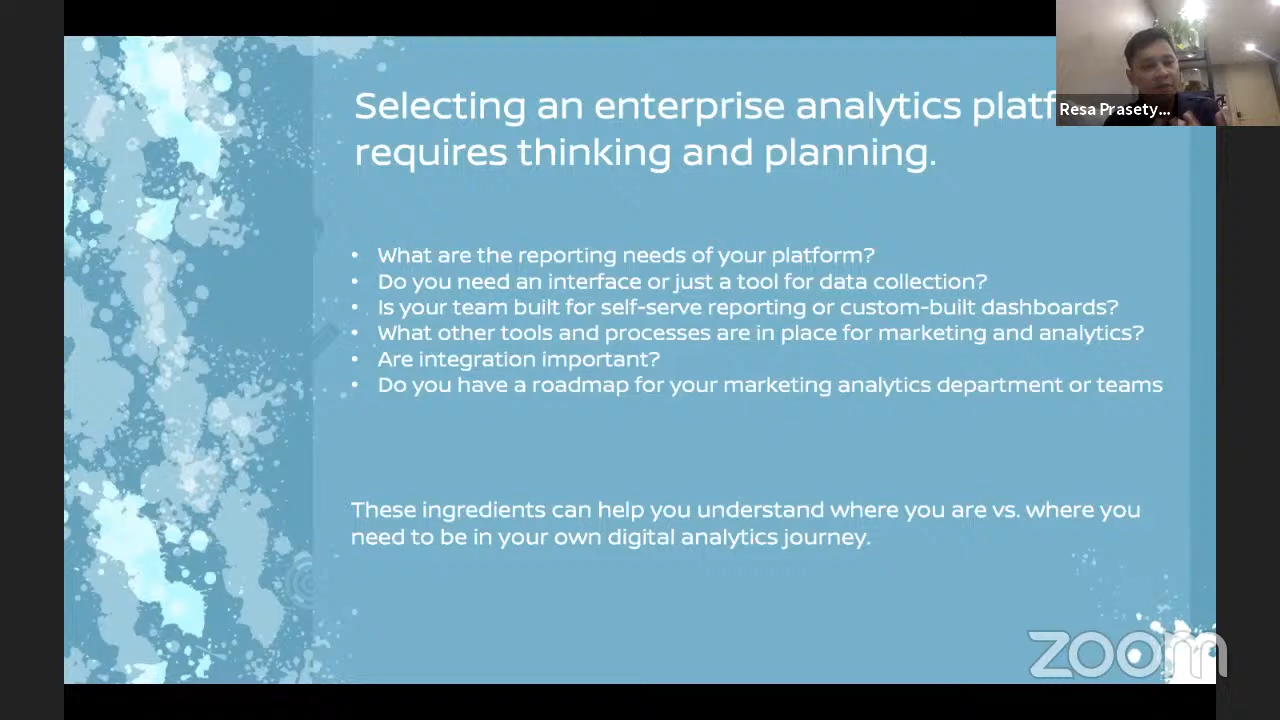 Selecting an enterprise analytics platf
requires thinking and planning.
Resa Prasety...
• What are the reporting needs of your platform?
• Do you need an interface or just a tool for data collection?
• Is your team built for self-serve reporting or custom-built dashboards?
• What other tools and processes are in place for marketing and analytics?
• Are integration important?
• Do you have a roadmap for your marketing analytics department or teams
These ingredients can help you understand where you are vs. where you
need to be in your own digital analytics journey.
zoom